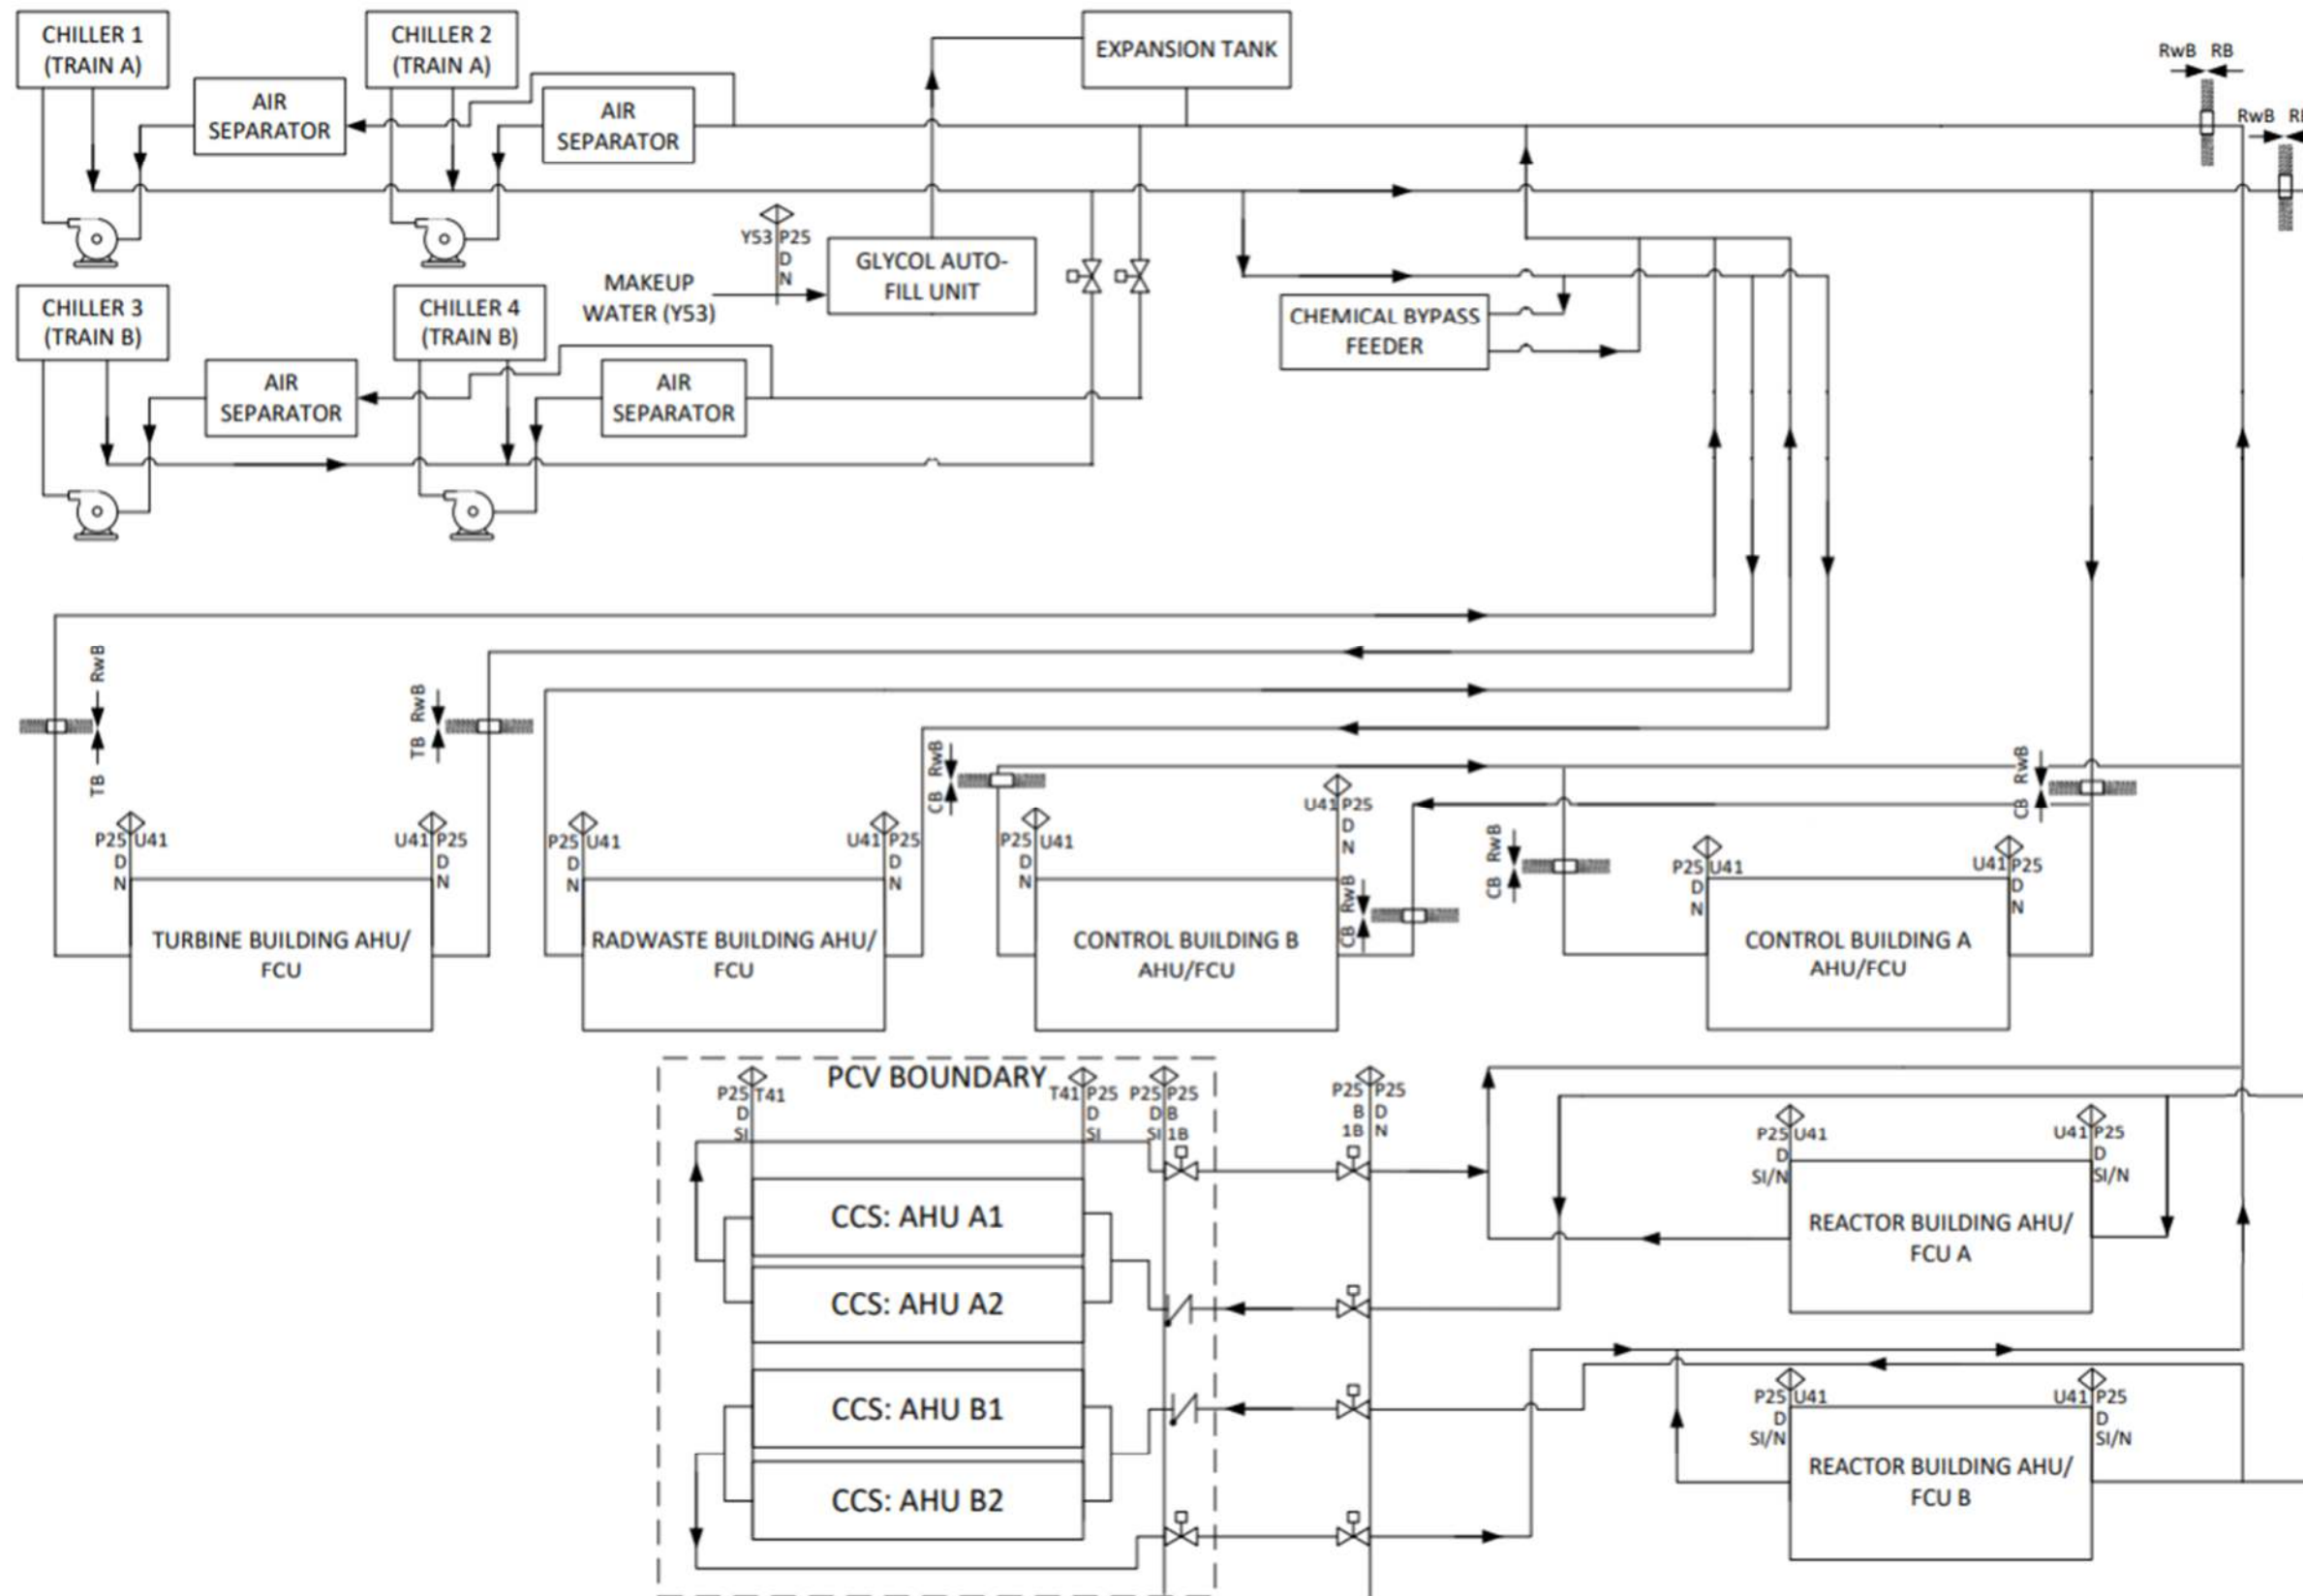 CHILLER 1
(TRAIN A)
CHILLER 2
(TRAIN A)
AIR
SEPARATOR
AIR
SEPARATOR
EXPANSION TANK
RwB RB
RwB
Y53 P25
D
N
MAKEUP
WATER (Y53)
GLYCOL AUTO-
FILL UNIT
CHEMICAL BYPASS
FEEDER
CHILLER 3
(TRAIN B)
CHILLER 4
(TRAIN B)
AIR
SEPARATOR
AIR
SEPARATOR
TB RwB
TB RwB
CB RwB
CB RwB
CB RwB
CB RwB
P25 U41
D
N
U41 P25
D
N
TURBINE BUILDING AHU/
FCU
P25 U41
D
N
U41 P25
D
N
RADWASTE BUILDING AHU/
FCU
P25 U41
D
N
U41 P25
D
N
CONTROL BUILDING B
AHU/FCU
P25 U41
D
N
U41 P25
D
N
CONTROL BUILDING A
AHU/FCU
PCV BOUNDARY
P25 T41
D
SI
T41 P25
D
SI
P25 P25
D B
SI 1B
P25 P25
B D
1B N
CCS: AHU A1
CCS: AHU A2
CCS: AHU B1
CCS: AHU B2
P25 U41
D
SI/N
U41 P25
D
SI/N
REACTOR BUILDING AHU/
FCU A
P25 U41
D
SI/N
U41 P25
D
SI/N
REACTOR BUILDING AHU/
FCU B